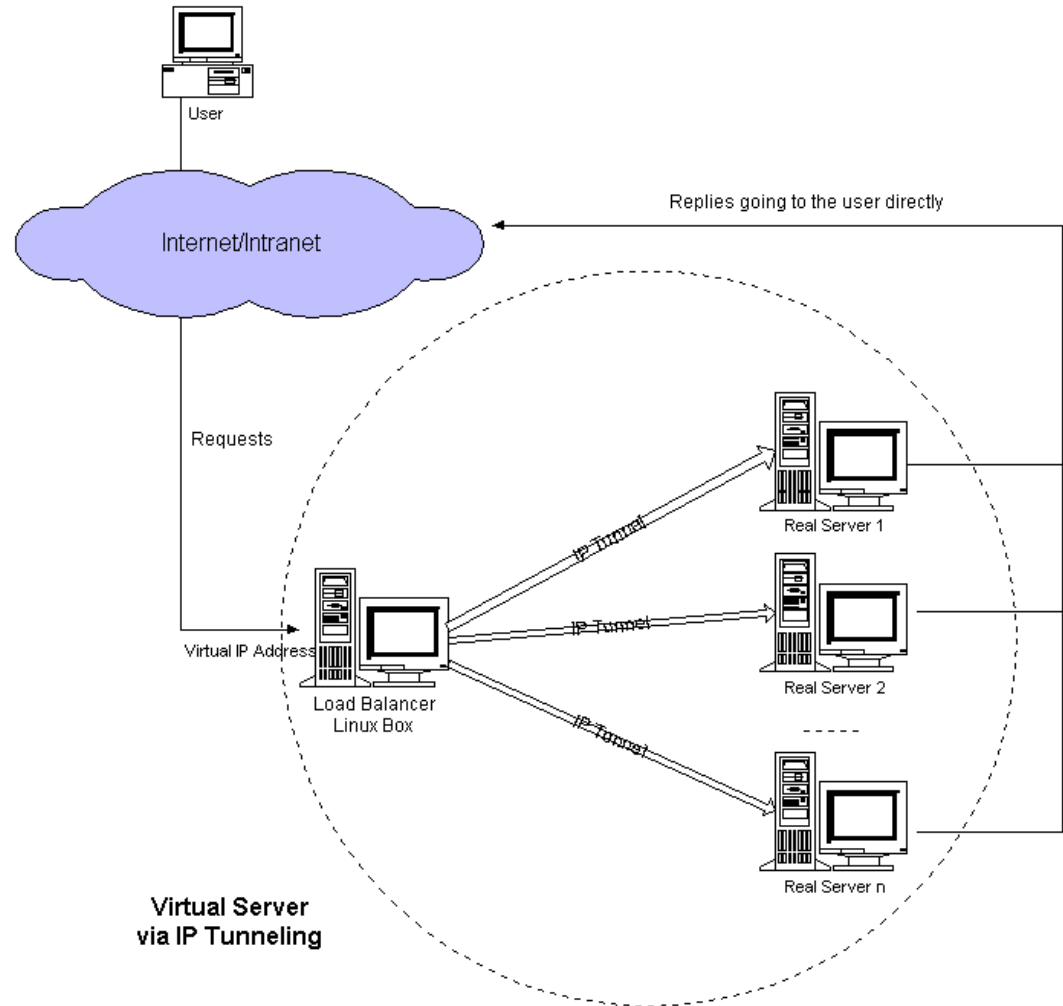 User
Internet/Intranet
Replies going to the user directly
Requests
Virtual IP Address
Load Balancer
Linux Box
IP Tunnel
IP Tunnel
IP Tunnel
Real Server 1
Real Server 2
Real Server n
Virtual Server
via IP Tunneling